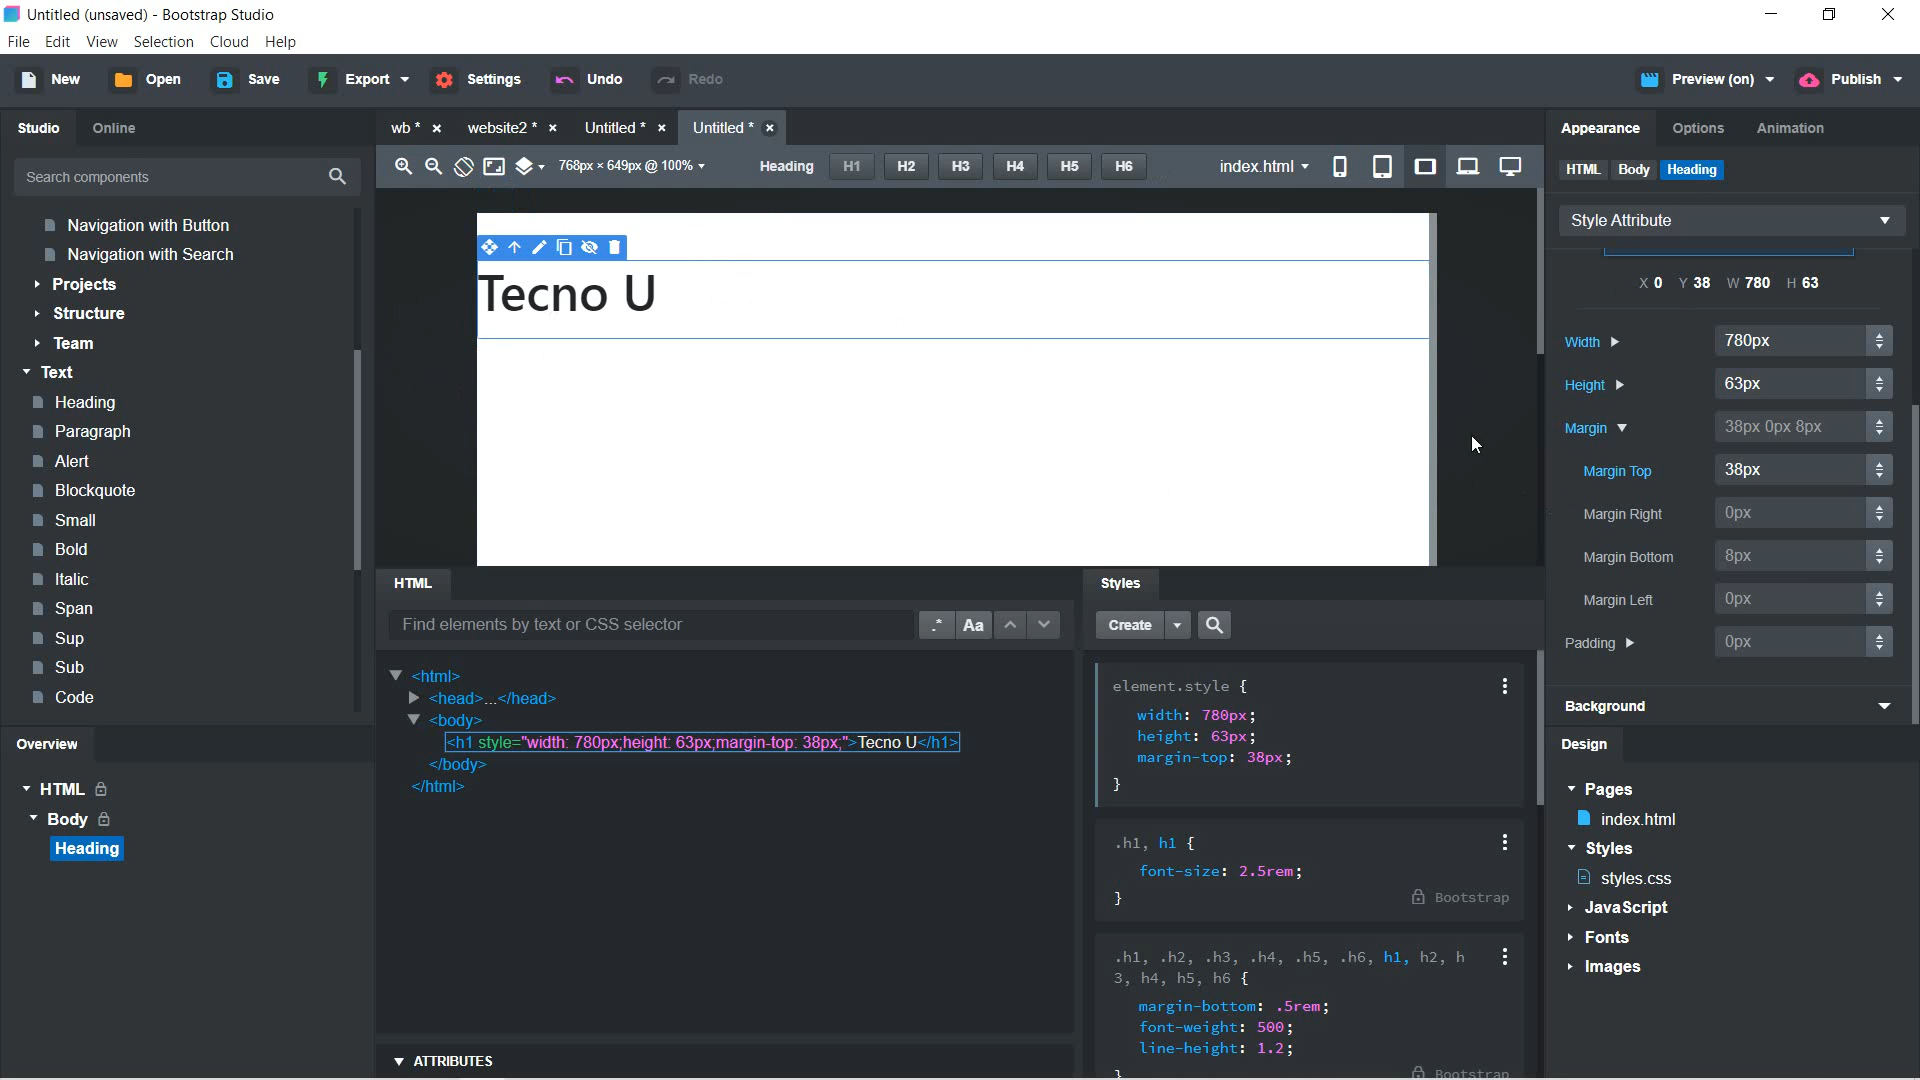 Untitled (unsaved) - Bootstrap Studio
File Edit View Selection Cloud Help
New Open Save Export Settings Undo Redo Preview (on) Publish
Studio Online
Search components
Navigation with Button
Navigation with Search
Projects
Structure
Team
Text
Heading
Paragraph
Alert
Blockquote
Small
Bold
Italic
Span
Sup
Sub
Code
Overview
HTML
Body
Heading
wb * website2 * Untitled * Untitled *
768px × 649px @ 100% Heading H1 H2 H3 H4 H5 H6 index.html
Tecno U
HTML
Find elements by text or CSS selector .* Aa
<html>
<head>...</head>
<body>
<h1 style="width: 780px;height: 63px;margin-top: 38px;">Tecno U</h1>
</body>
</html>
ATTRIBUTES
Styles
Create
element.style {
width: 780px;
height: 63px;
margin-top: 38px;
}
.h1, h1 {
font-size: 2.5rem;
}
Bootstrap
.h1, .h2, .h3, .h4, .h5, .h6, h1, h2, h
3, h4, h5, h6 {
margin-bottom: .5rem;
font-weight: 500;
line-height: 1.2;
}
Bootstrap
Appearance Options Animation
HTML Body Heading
Style Attribute
X 0 Y 38 W 780 H 63
Width 780px
Height 63px
Margin 38px 0px 8px
Margin Top 38px
Margin Right 0px
Margin Bottom 8px
Margin Left 0px
Padding 0px
Background
Design
Pages
index.html
Styles
styles.css
JavaScript
Fonts
Images